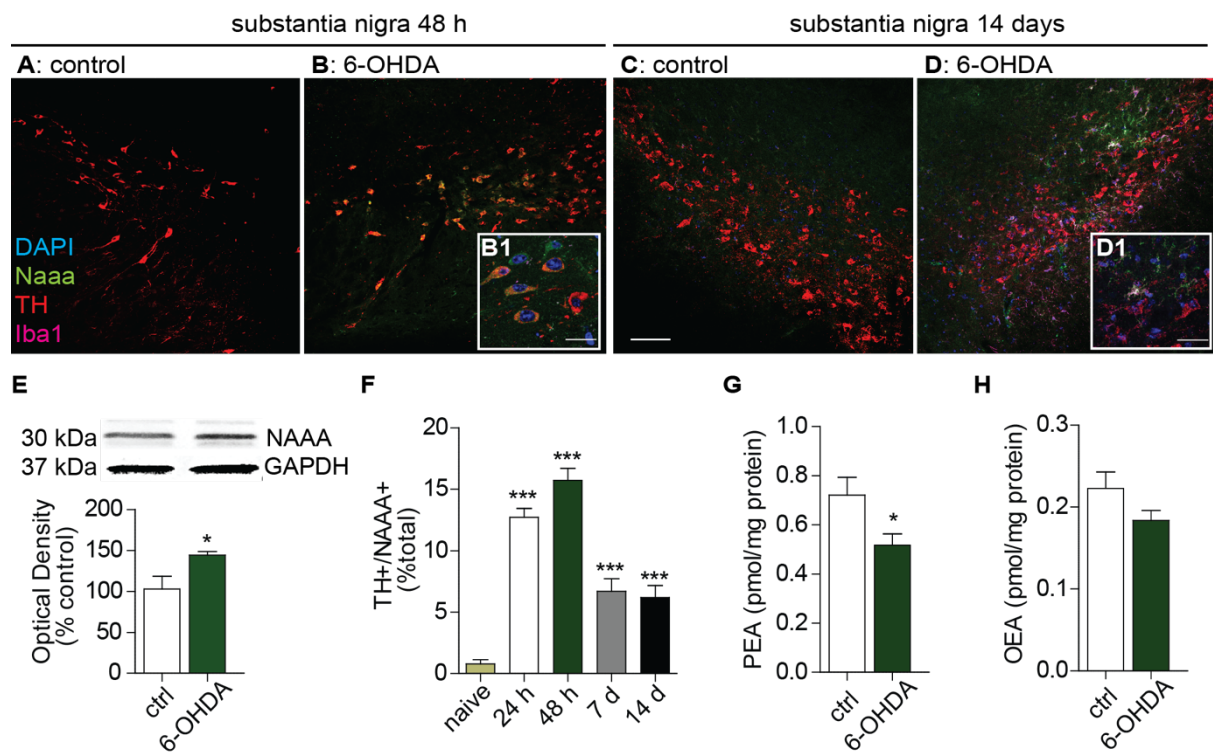 substantia nigra 48 h
substantia nigra 14 days
A: control
B: 6-OHDA
C: control
D: 6-OHDA
DAPI
Naaa
TH
Iba1
B1
D1
E
30 kDa
NAAA
37 kDa
GAPDH
Optical Density
(% control)
200
150
100
50
0
*
ctrl
6-OHDA
F
TH+/NAAA+
(%total)
20
15
10
5
0
***
***
***
***
naive
24 h
48 h
7 d
14 d
G
PEA (pmol/mg protein)
1.0
0.8
0.6
0.4
0.2
0.0
*
ctrl
6-OHDA
H
OEA (pmol/mg protein)
0.3
0.2
0.1
0.0
ctrl
6-OHDA